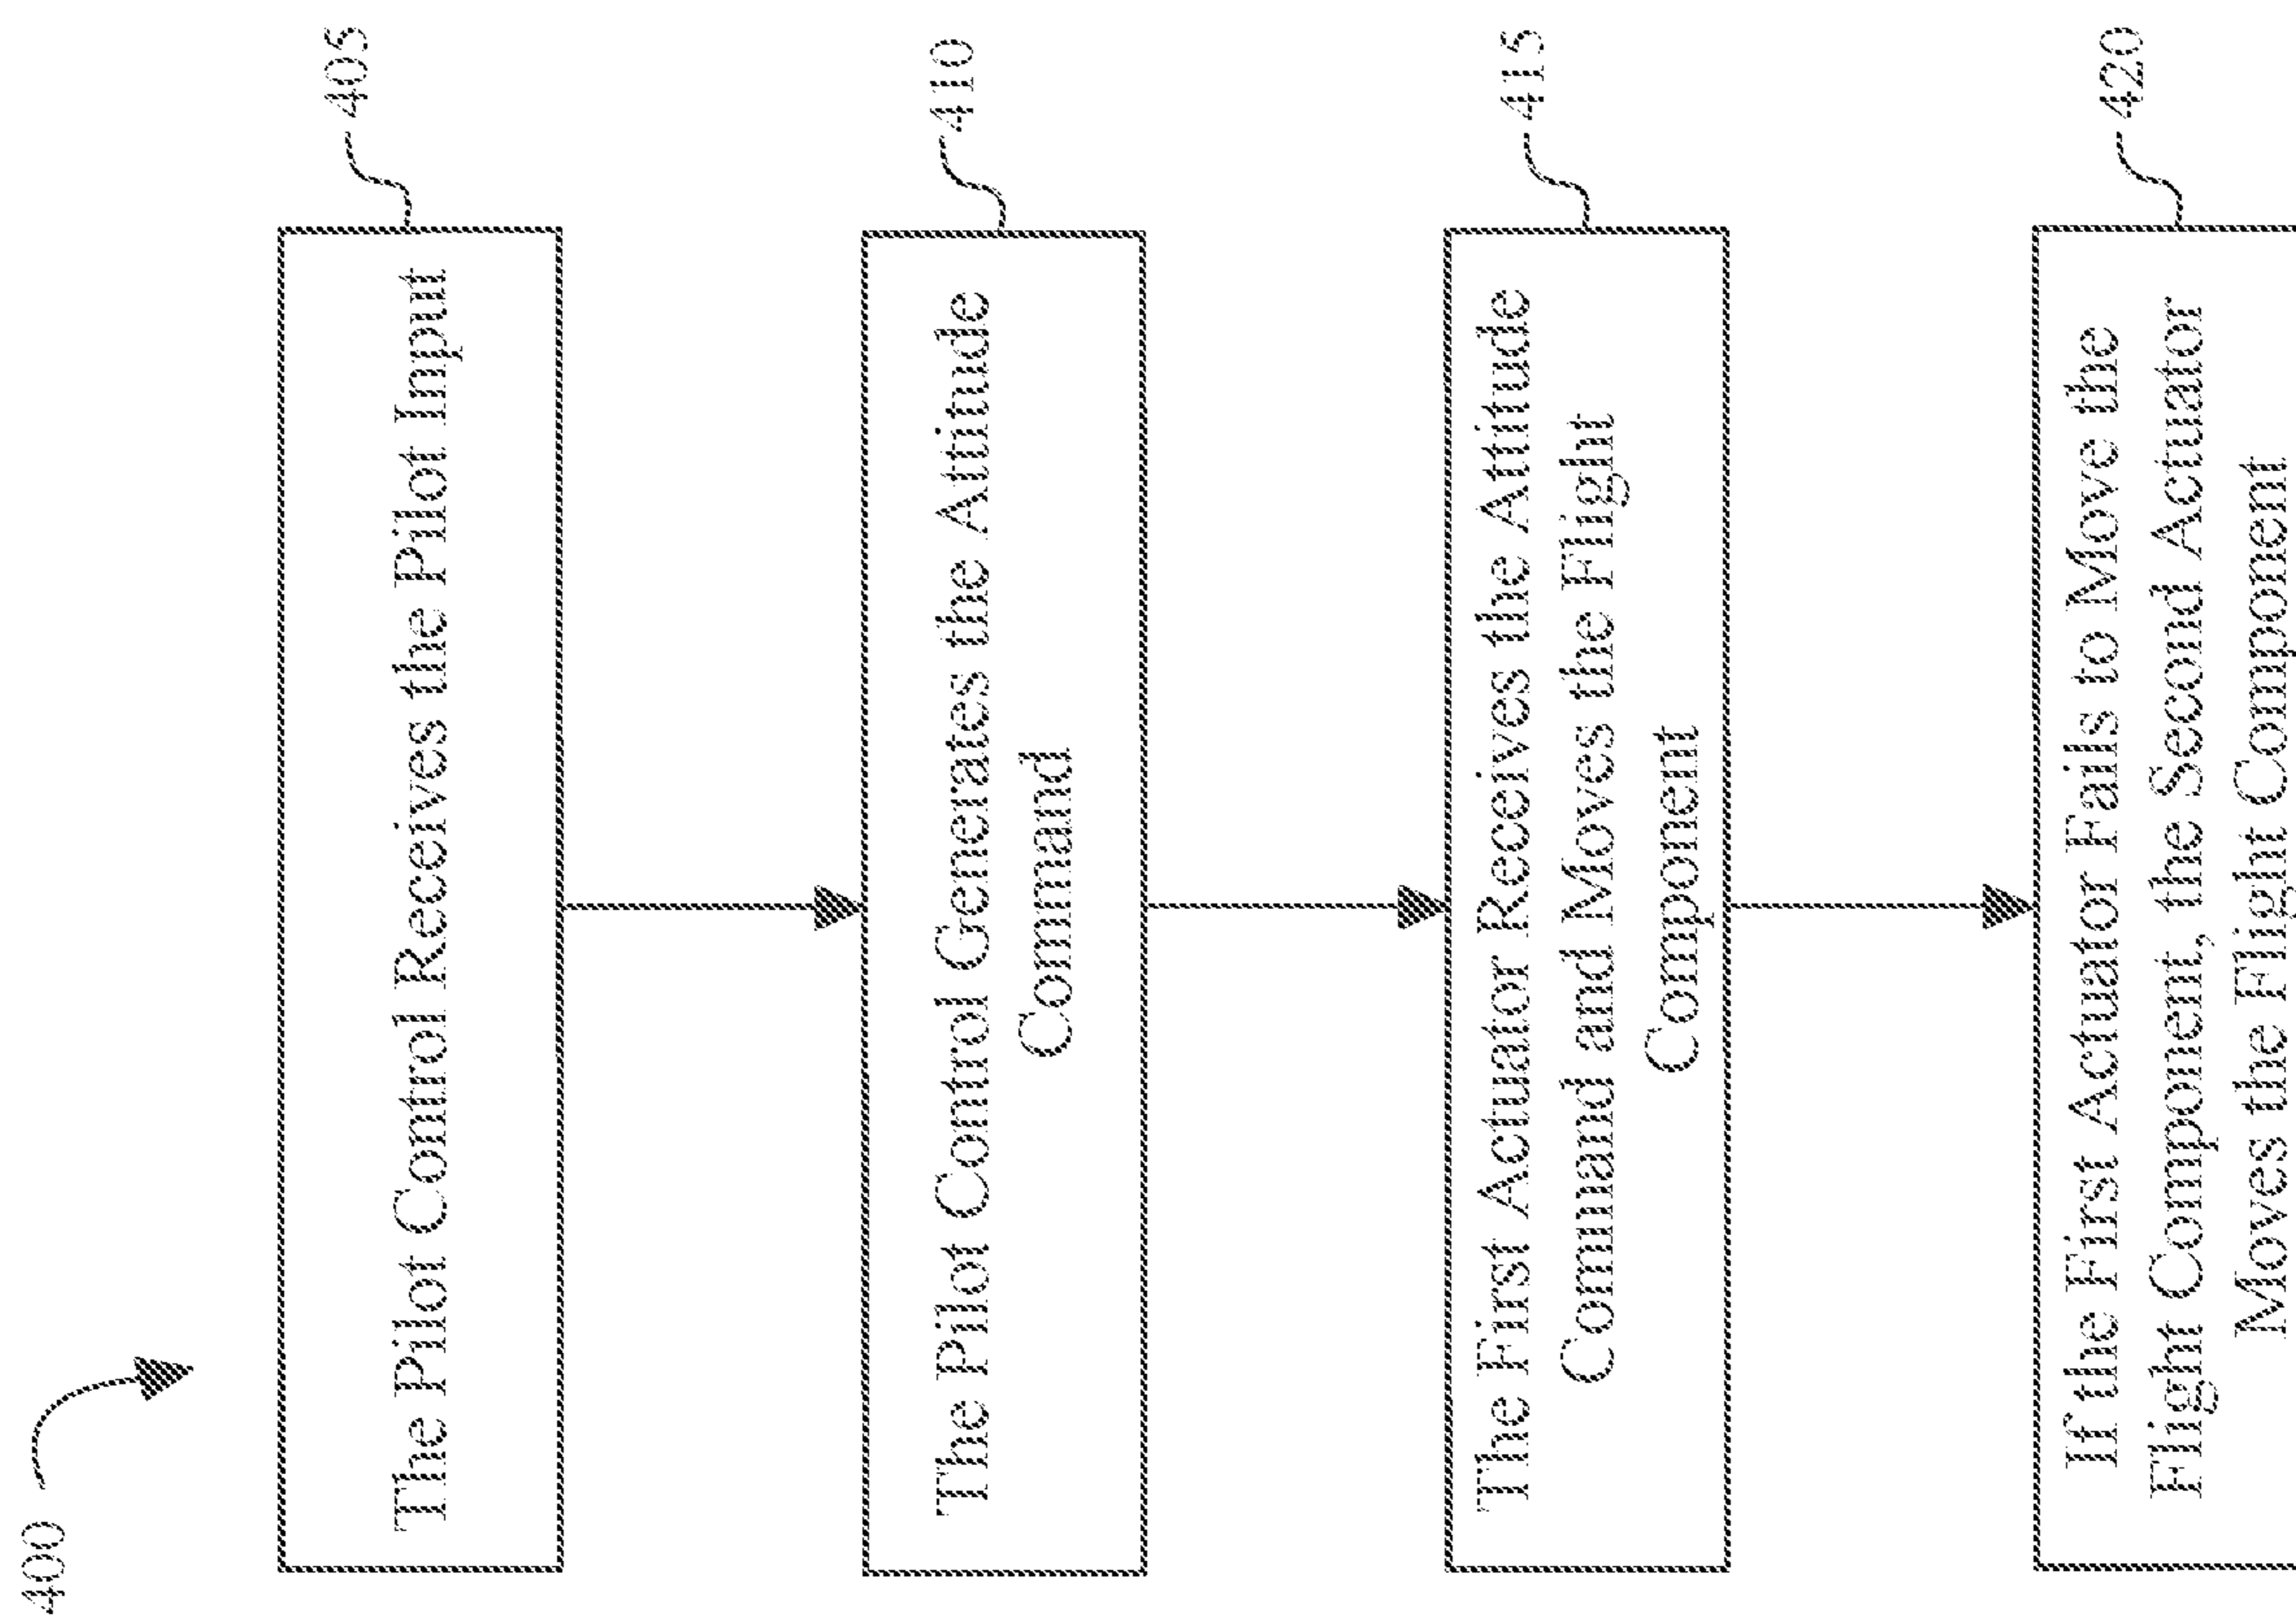 400
The Pilot Control Receives the Pilot Input
405
The Pilot Control Generates the Attitude
Command
410
The First Actuator Receives the Attitude
Command and Moves the Flight
Component
415
If the First Actuator Fails to Move the
Flight Component, the Second Actuator
Moves the Flight Component
420